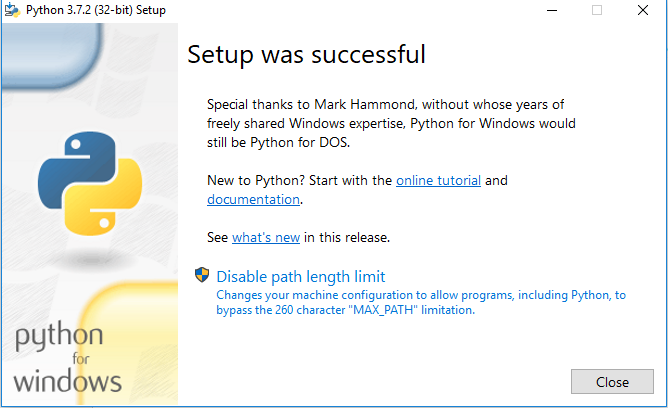 Python 3.7.2 (32-bit) Setup
Setup was successful
Special thanks to Mark Hammond, without whose years of
freely shared Windows expertise, Python for Windows would
still be Python for DOS.
New to Python? Start with the online tutorial and
documentation.
See what's new in this release.
Disable path length limit
Changes your machine configuration to allow programs, including Python, to
bypass the 260 character "MAX_PATH" limitation.
python
for
windows
Close